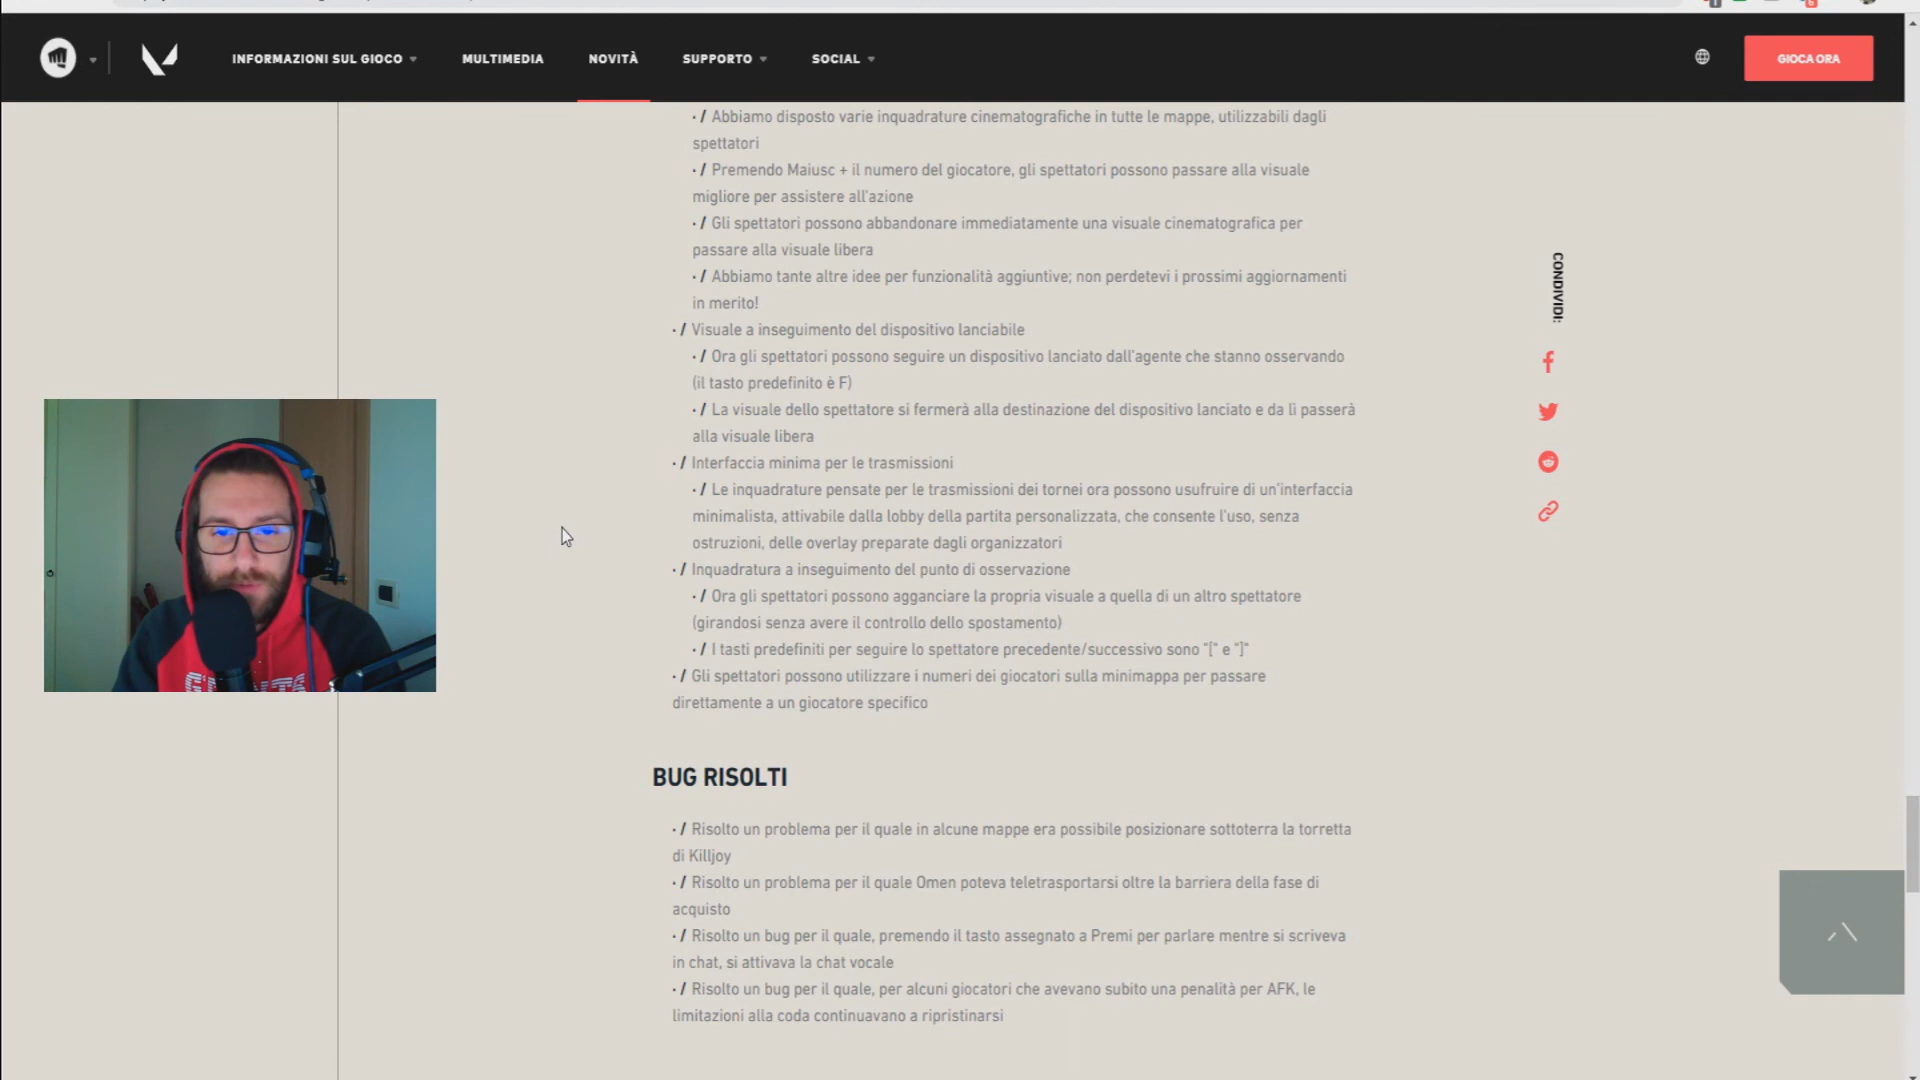 INFORMAZIONI SUL GIOCO
MULTIMEDIA
NOVITÀ
SUPPORTO
SOCIAL
GIOCA ORA
· / Abbiamo disposto varie inquadrature cinematografiche in tutte le mappe, utilizzabili dagli
spettatori
· / Premendo Maiusc + il numero del giocatore, gli spettatori possono passare alla visuale
migliore per assistere all'azione
· / Gli spettatori possono abbandonare immediatamente una visuale cinematografica per
passare alla visuale libera
· / Abbiamo tante altre idee per funzionalità aggiuntive; non perdetevi i prossimi aggiornamenti
in merito!
· / Visuale a inseguimento del dispositivo lanciabile
· / Ora gli spettatori possono seguire un dispositivo lanciato dall'agente che stanno osservando
(il tasto predefinito è F)
· / La visuale dello spettatore si fermerà alla destinazione del dispositivo lanciato e da lì passerà
alla visuale libera
· / Interfaccia minima per le trasmissioni
· / Le inquadrature pensate per le trasmissioni dei tornei ora possono usufruire di un'interfaccia
minimalista, attivabile dalla lobby della partita personalizzata, che consente l'uso, senza
ostruzioni, delle overlay preparate dagli organizzatori
· / Inquadratura a inseguimento del punto di osservazione
· / Ora gli spettatori possono agganciare la propria visuale a quella di un altro spettatore
(girandosi senza avere il controllo dello spostamento)
· / I tasti predefiniti per seguire lo spettatore precedente/successivo sono "[" e "]"
· / Gli spettatori possono utilizzare i numeri dei giocatori sulla minimappa per passare
direttamente a un giocatore specifico
BUG RISOLTI
· / Risolto un problema per il quale in alcune mappe era possibile posizionare sottoterra la torretta
di Killjoy
· / Risolto un problema per il quale Omen poteva teletrasportarsi oltre la barriera della fase di
acquisto
· / Risolto un bug per il quale, premendo il tasto assegnato a Premi per parlare mentre si scriveva
in chat, si attivava la chat vocale
· / Risolto un bug per il quale, per alcuni giocatori che avevano subito una penalità per AFK, le
limitazioni alla coda continuavano a ripristinarsi
CONDIVIDI: